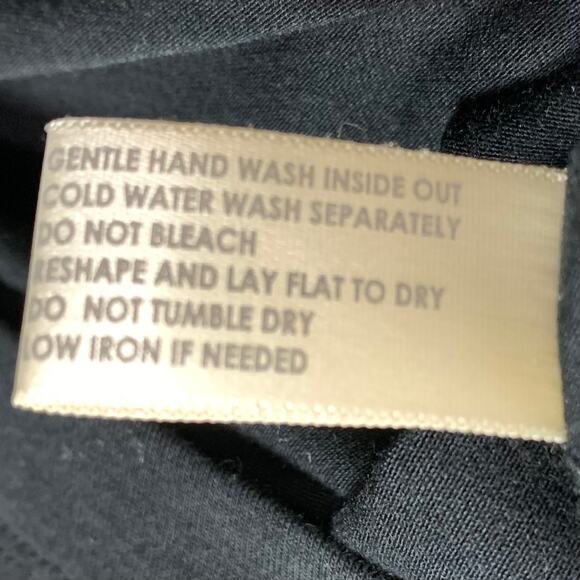 GENTLE HAND WASH INSIDE OUT
COLD WATER WASH SEPARATELY
DO NOT BLEACH
RESHAPE AND LAY FLAT TO DRY
DO NOT TUMBLE DRY
LOW IRON IF NEEDED